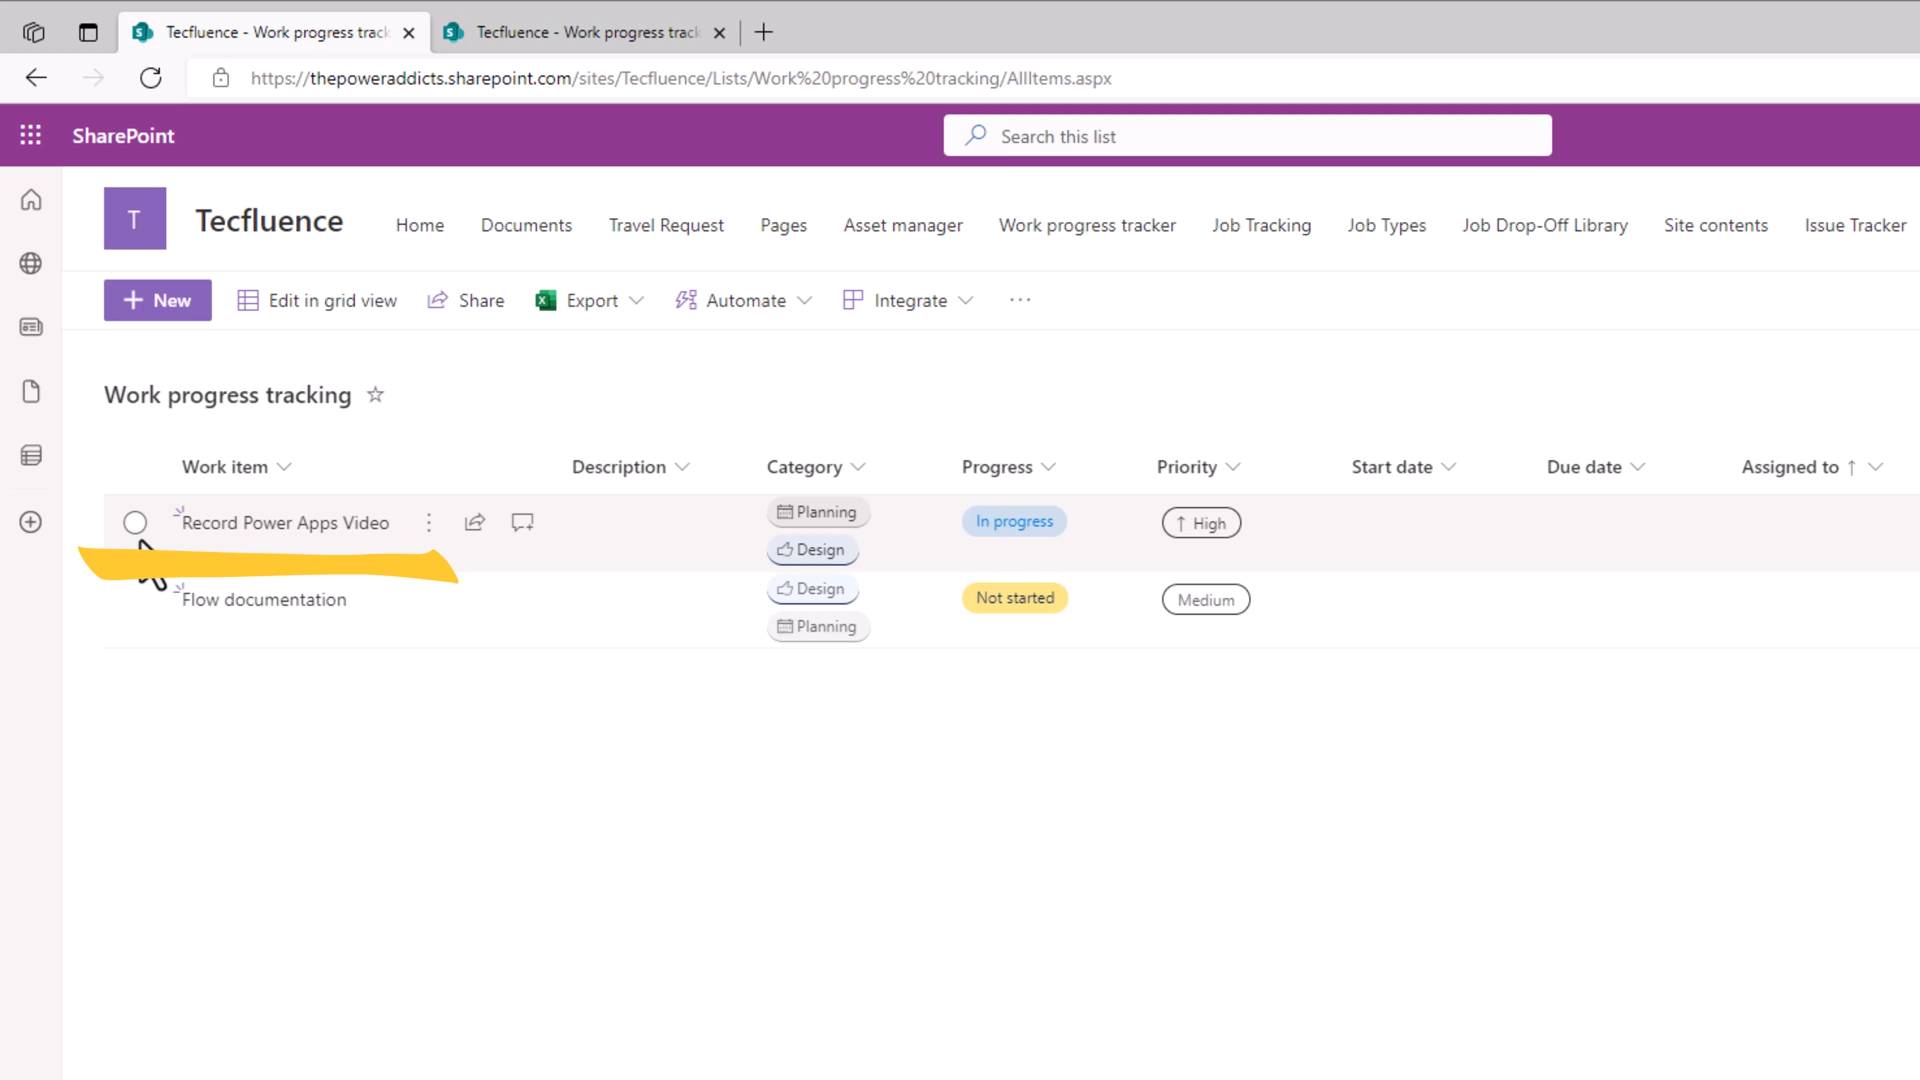 Tecfluence - Work progress track
Tecfluence - Work progress track
https://thepoweraddicts.sharepoint.com/sites/Tecfluence/Lists/Work%20progress%20tracking/AllItems.aspx
SharePoint
Search this list
T
Tecfluence
Home Documents Travel Request Pages Asset manager Work progress tracker Job Tracking Job Types Job Drop-Off Library Site contents Issue Tracker
New Edit in grid view Share Export Automate Integrate
Work progress tracking
Work item Description Category Progress Priority Start date Due date Assigned to
Record Power Apps Video Planning In progress High
Design
Flow documentation Design Not started Medium
Planning